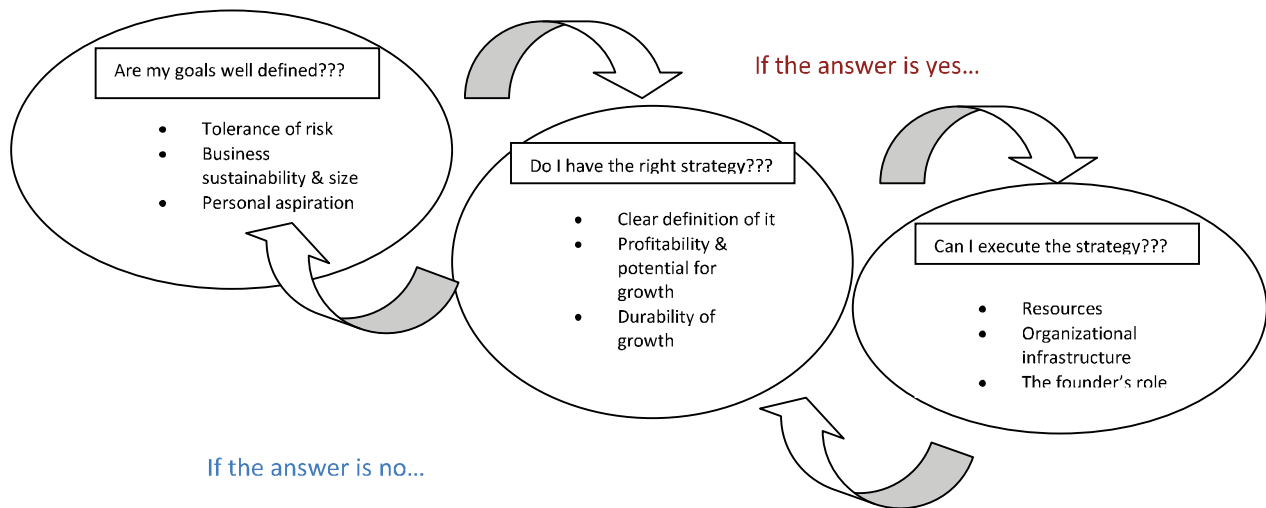 Are my goals well defined???
• Tolerance of risk
• Business
sustainability & size
• Personal aspiration
If the answer is yes…
Do I have the right strategy???
• Clear definition of it
• Profitability &
potential for
growth
• Durability of
growth
Can I execute the strategy???
• Resources
• Organizational
infrastructure
• The founder’s role
If the answer is no…